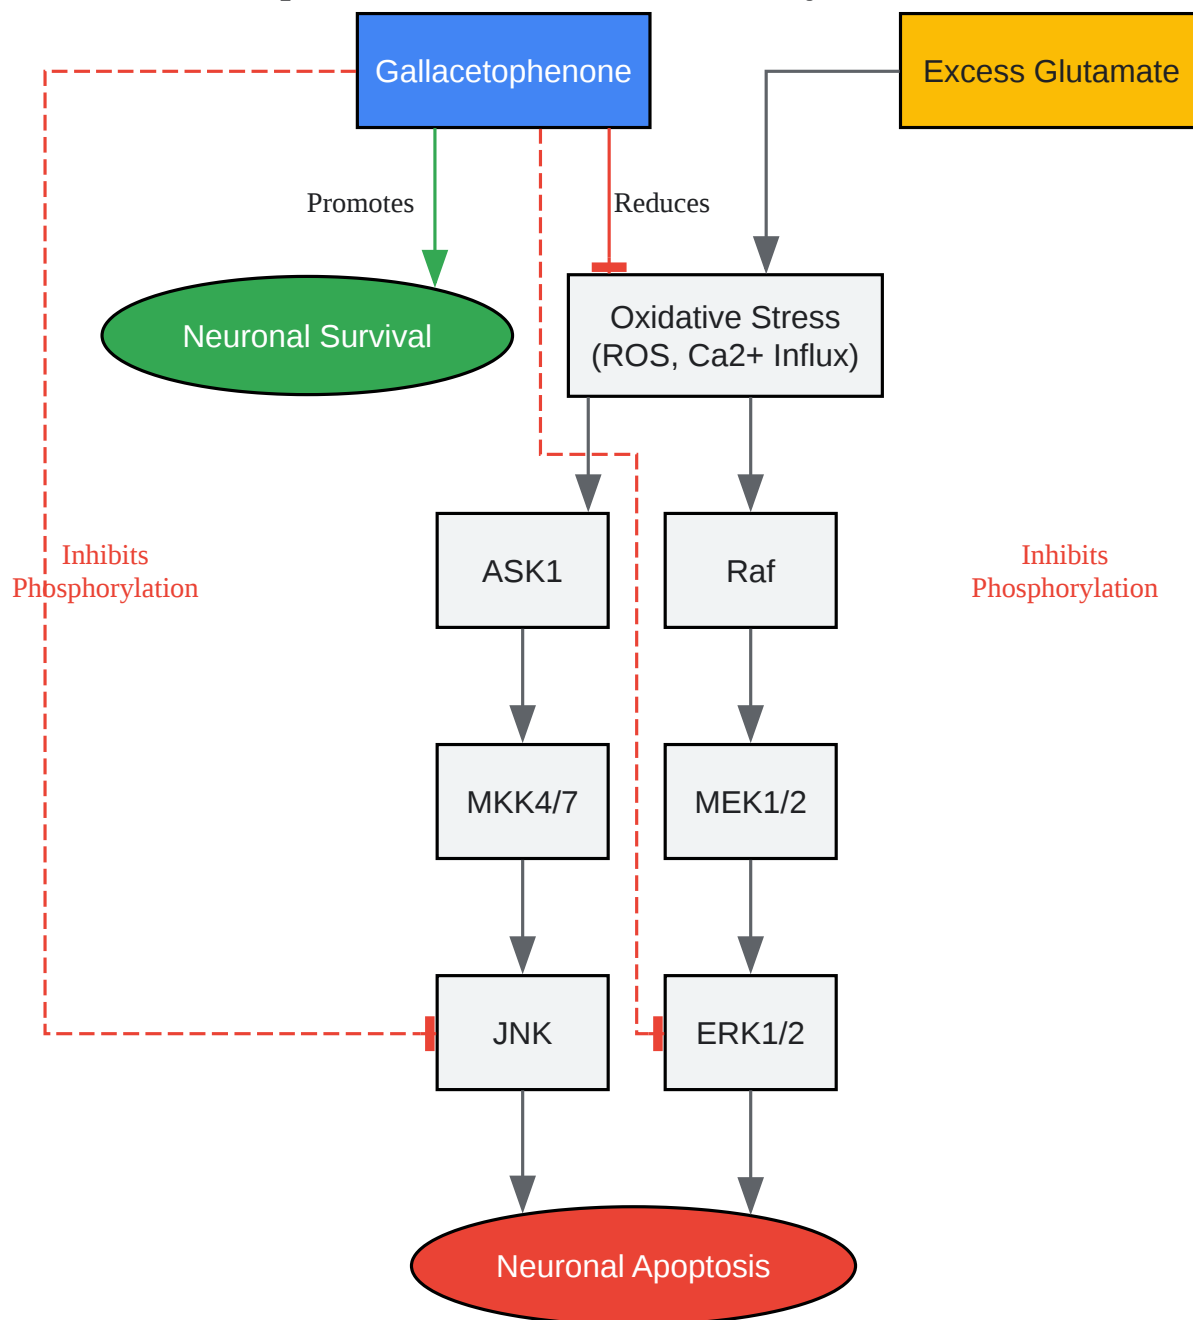 Gallacetophenone
Excess Glutamate
Promotes
Reduces
Neuronal Survival
Oxidative Stress
(ROS, Ca2+ Influx)
Inhibits
Phosphorylation
ASK1
Raf
Inhibits
Phosphorylation
MKK4/7
MEK1/2
JNK
ERK1/2
Neuronal Apoptosis